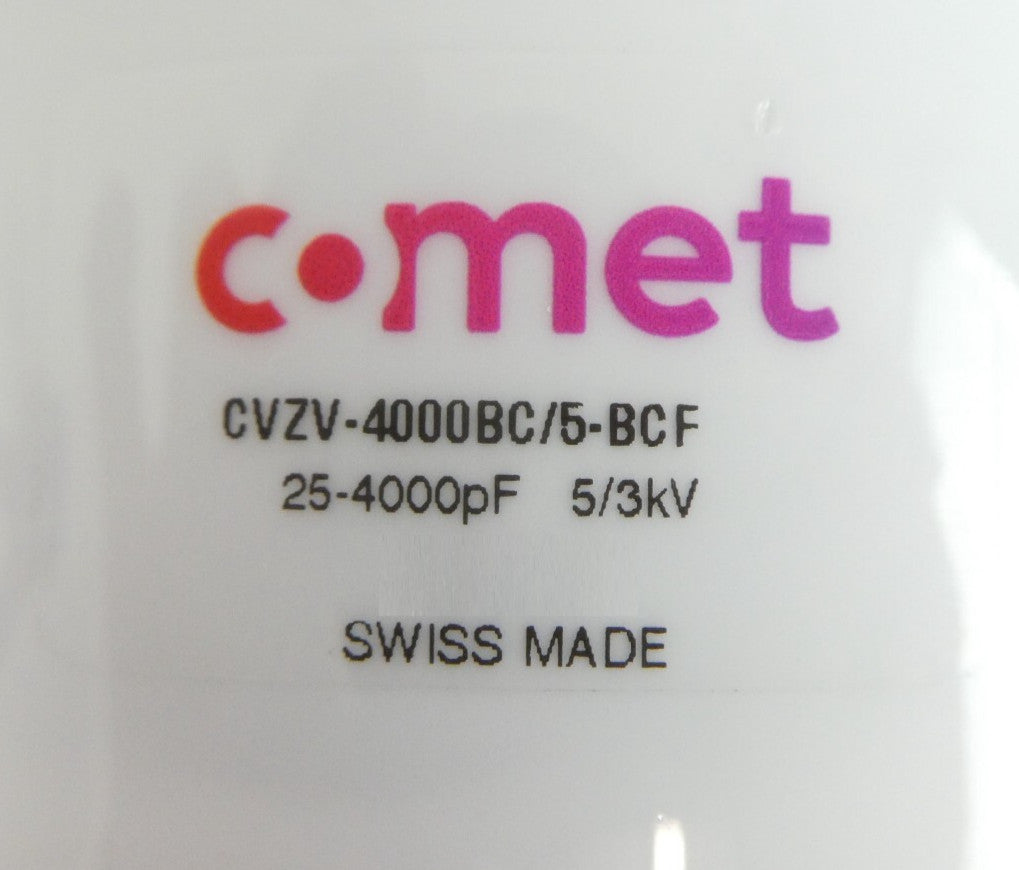 comet
CVZV-4000BC/5-BCF
25-4000pF 5/3kV
SWISS MADE